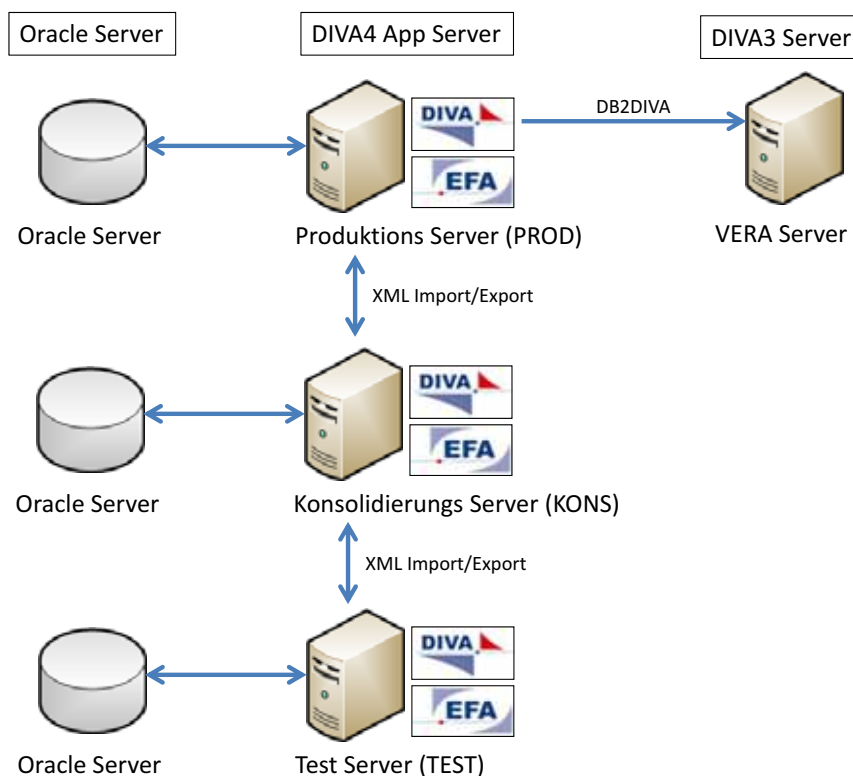 Oracle Server
DIVA4 App Server
DIVA3 Server
DIVA
EFA
DB2DIVA
Oracle Server
Produktions Server (PROD)
VERA Server
XML Import/Export
DIVA
EFA
Oracle Server
Konsolidierungs Server (KONS)
XML Import/Export
DIVA
EFA
Oracle Server
Test Server (TEST)